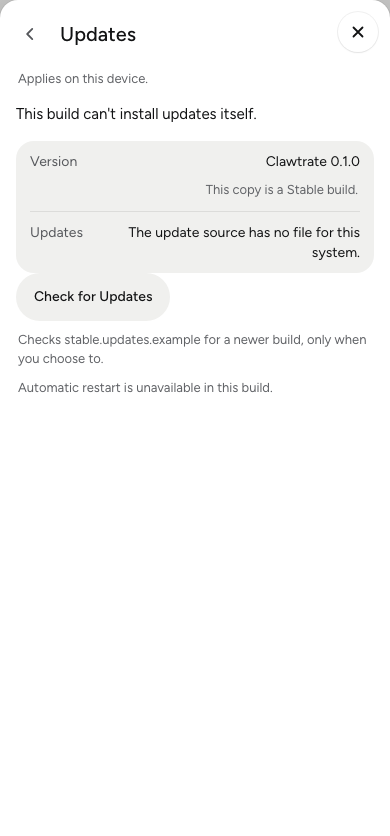 Updates
Applies on this device.
This build can't install updates itself.
Version
Clawtrate 0.1.0
This copy is a Stable build.
Updates
The update source has no file for this
system.
Check for Updates
Checks stable.updates.example for a newer build, only when
you choose to.
Automatic restart is unavailable in this build.